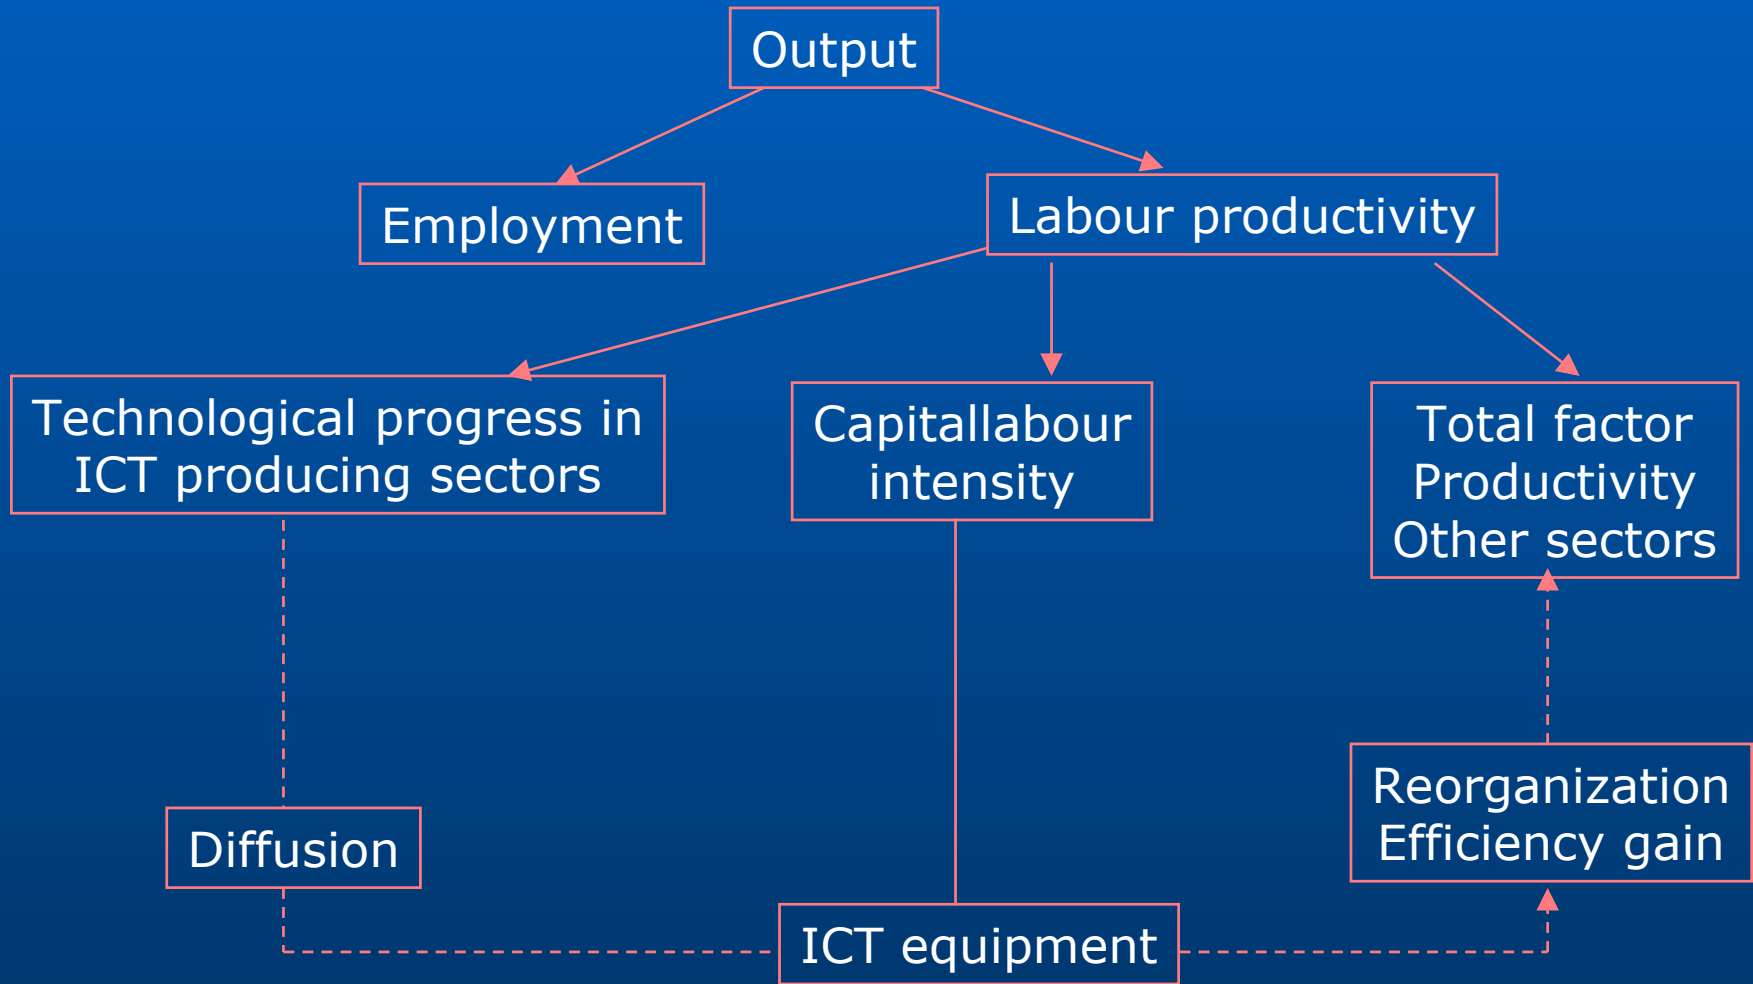 Output
Employment
Labour productivity
Technological progress in
ICT producing sectors
Capitallabour
intensity
Total factor
Productivity
Other sectors
Reorganization
Efficiency gain
Diffusion
ICT equipment